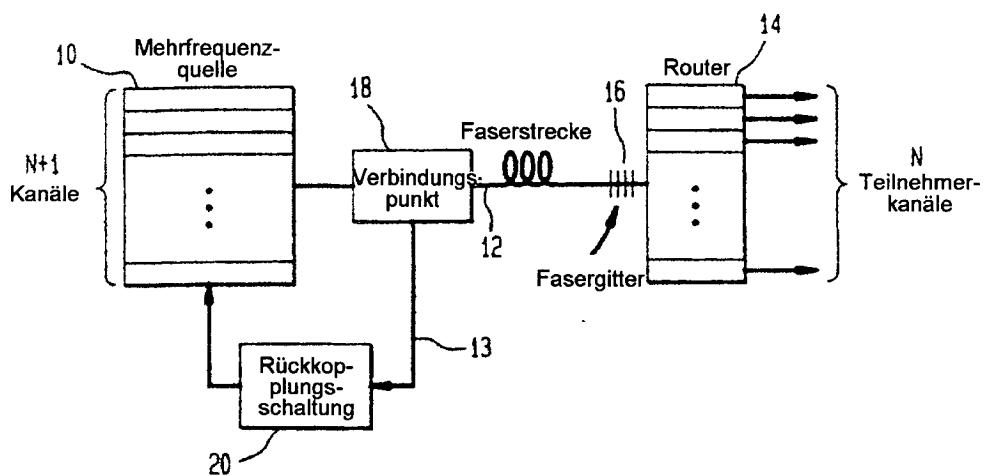 10
Mehrfrequenz-
quelle
18
14
Router
16
Faserstrecke
N+1
Kanäle
Verbindungs-
punkt
12
N
Teilnehmer-
kanäle
Fasergitter
13
Rückkop-
plungs-
schaltung
20